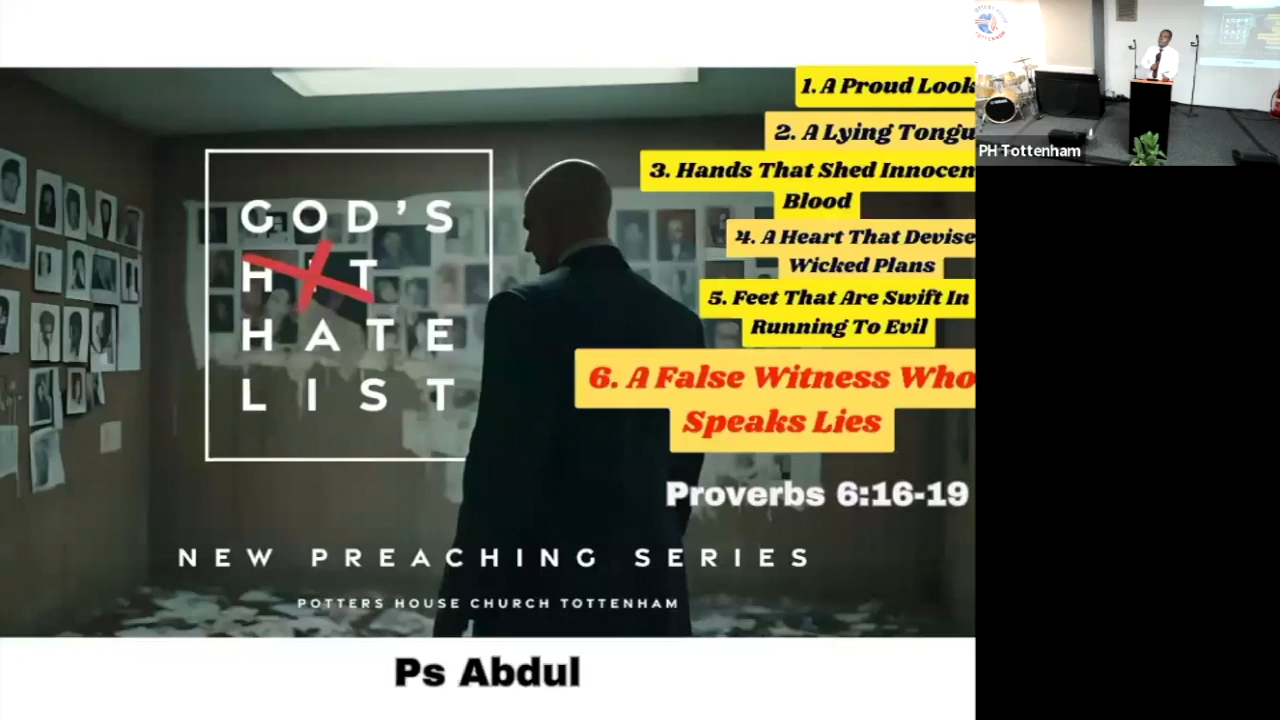 GOD'S
HIT
HATE
LIST
1. A Proud Look
2. A Lying Tongu
3. Hands That Shed Innocen
Blood
4. A Heart That Devise
Wicked Plans
5. Feet That Are Swift In
Running To Evil
6. A False Witness Who
Speaks Lies
Proverbs 6:16-19
NEW PREACHING SERIES
POTTERS HOUSE CHURCH TOTTENHAM
Ps Abdul
TOTTENHAM
PH Tottenham